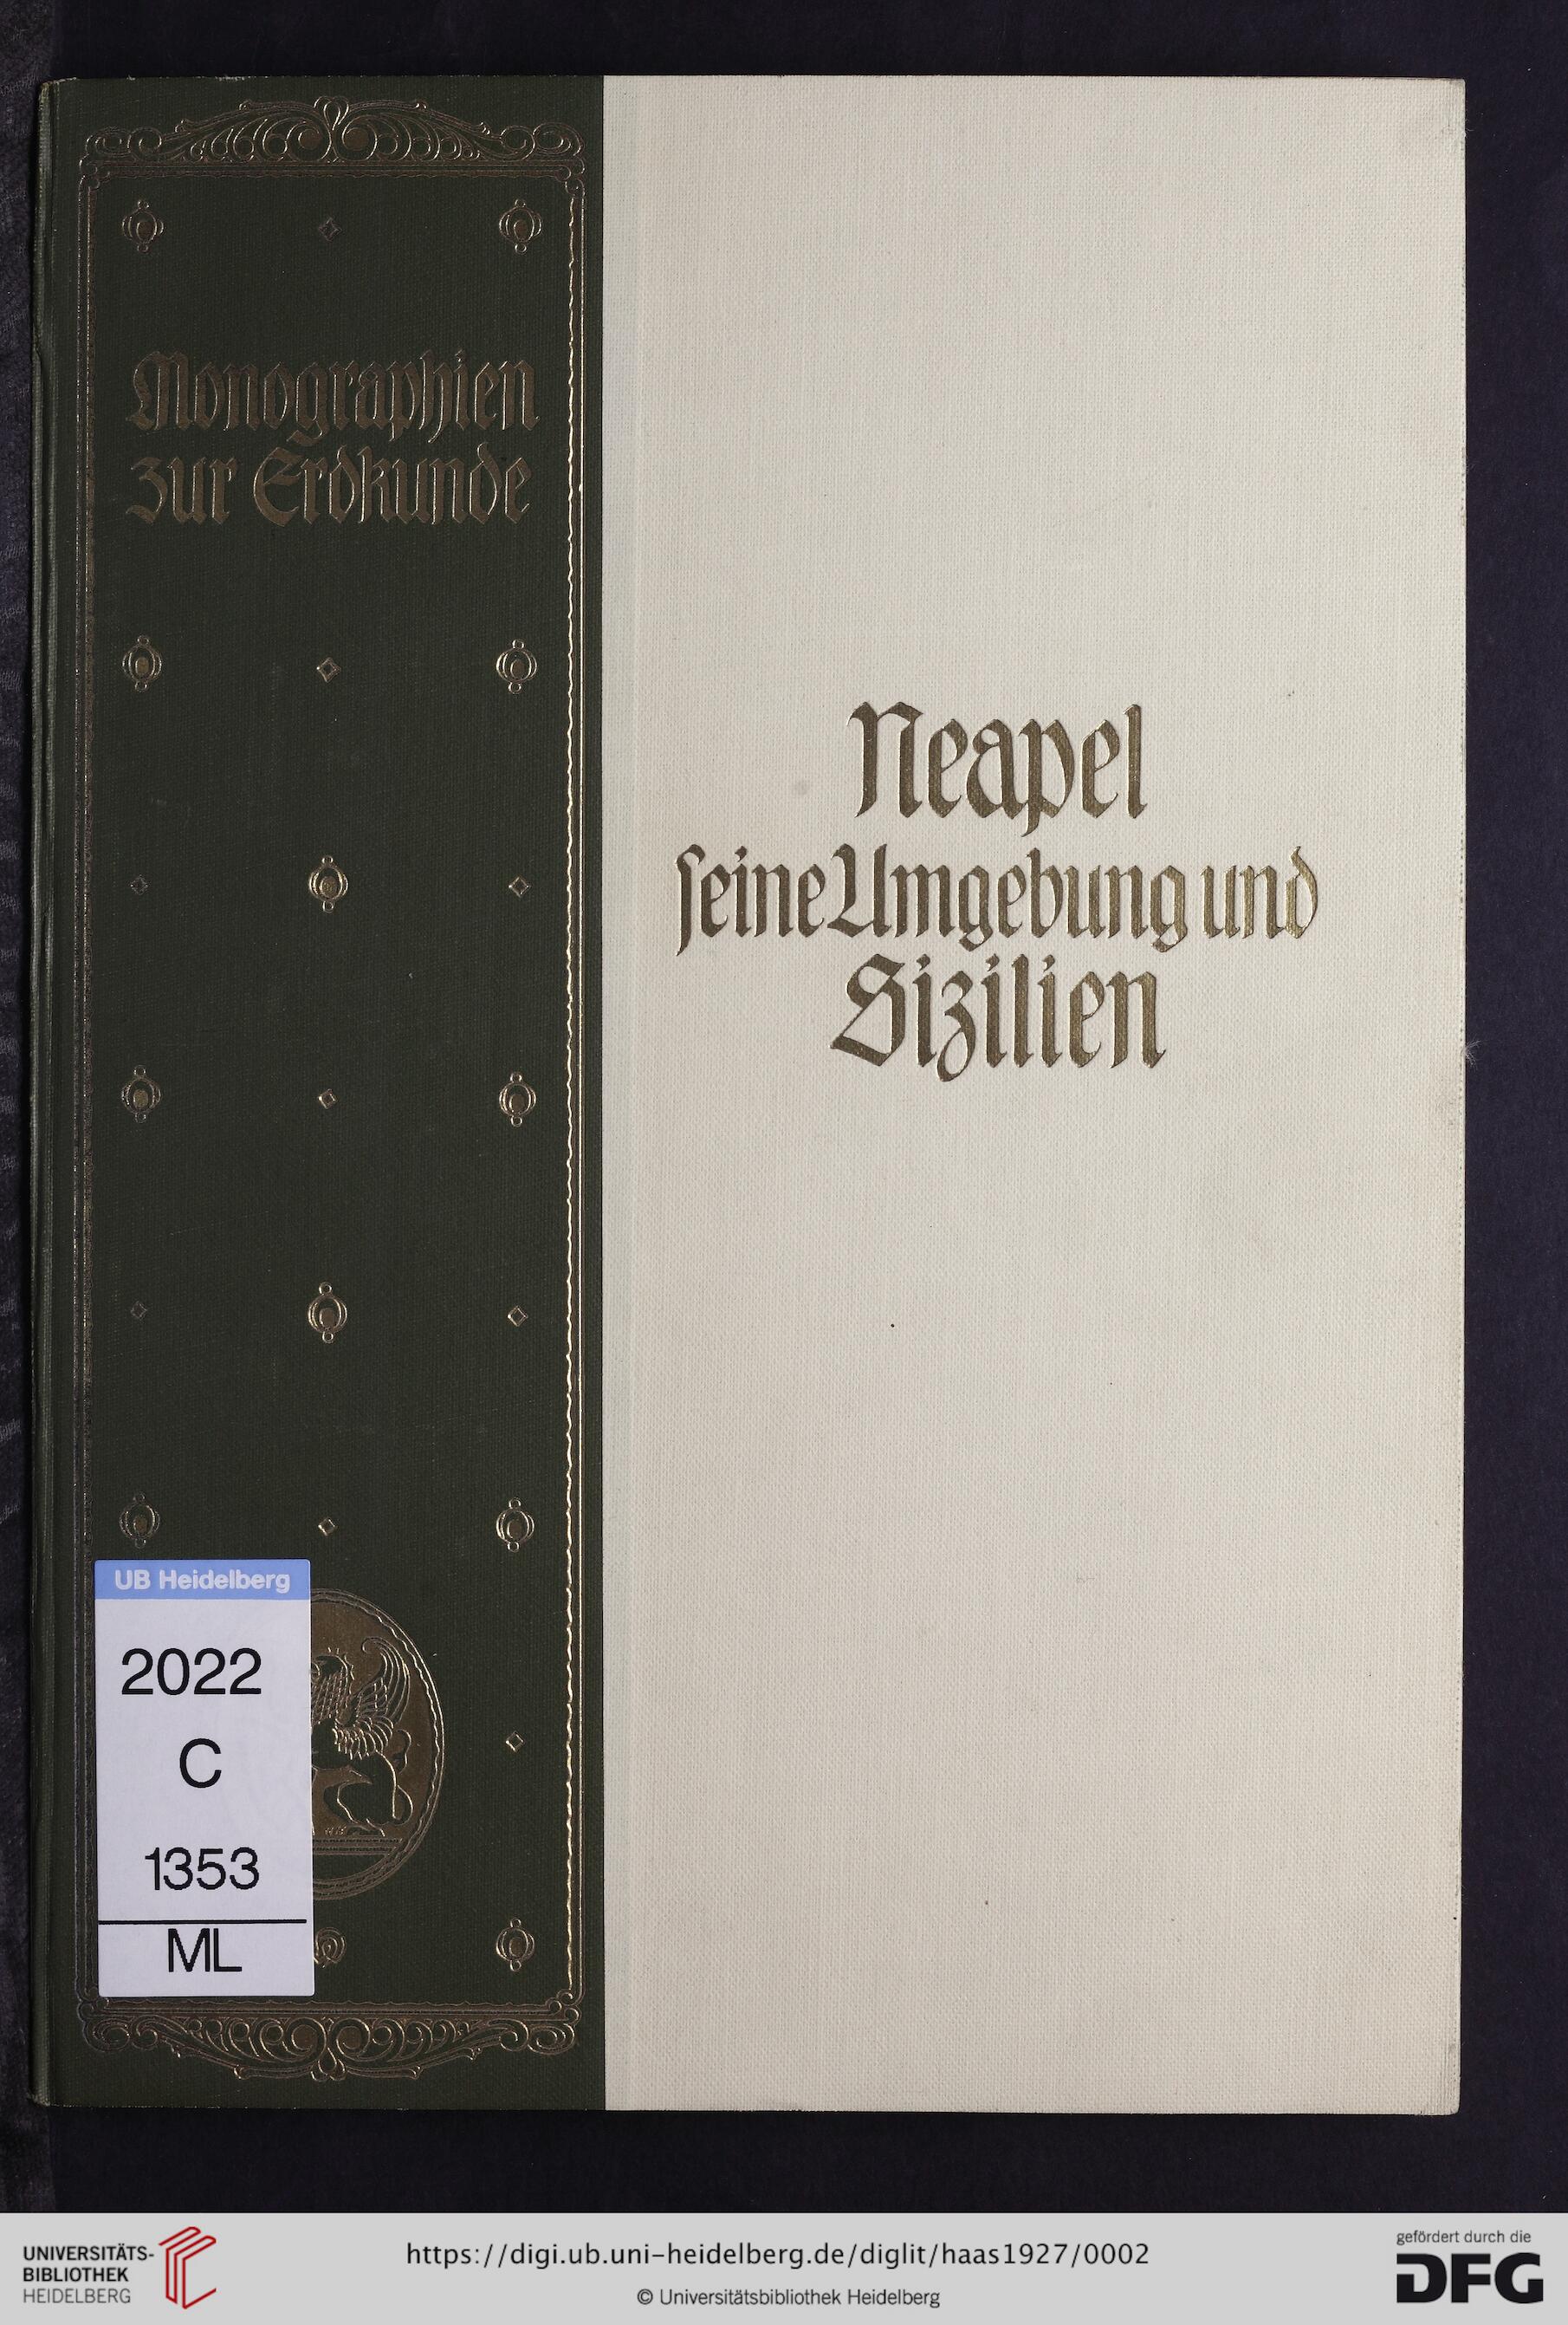 Monographien
zur Erdkunde
Neapel
ſeine Umgebung und
Sizilien
UB Heidelberg
2022
C
1353
ML
UNIVERSITÄTS-
BIBLIOTHEK
HEIDELBERG
https://digi.ub.uni-heidelberg.de/diglit/haas1927/0002
© Universitätsbibliothek Heidelberg
gefördert durch die
DFG